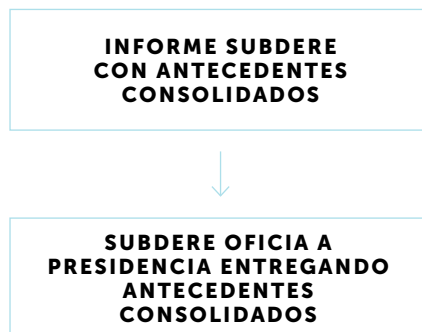 INFORME SUBDERE
CON ANTECEDENTES
CONSOLIDADOS
SUBDERE OFICIA A
PRESIDENCIA ENTREGANDO
ANTECEDENTES
CONSOLIDADOS